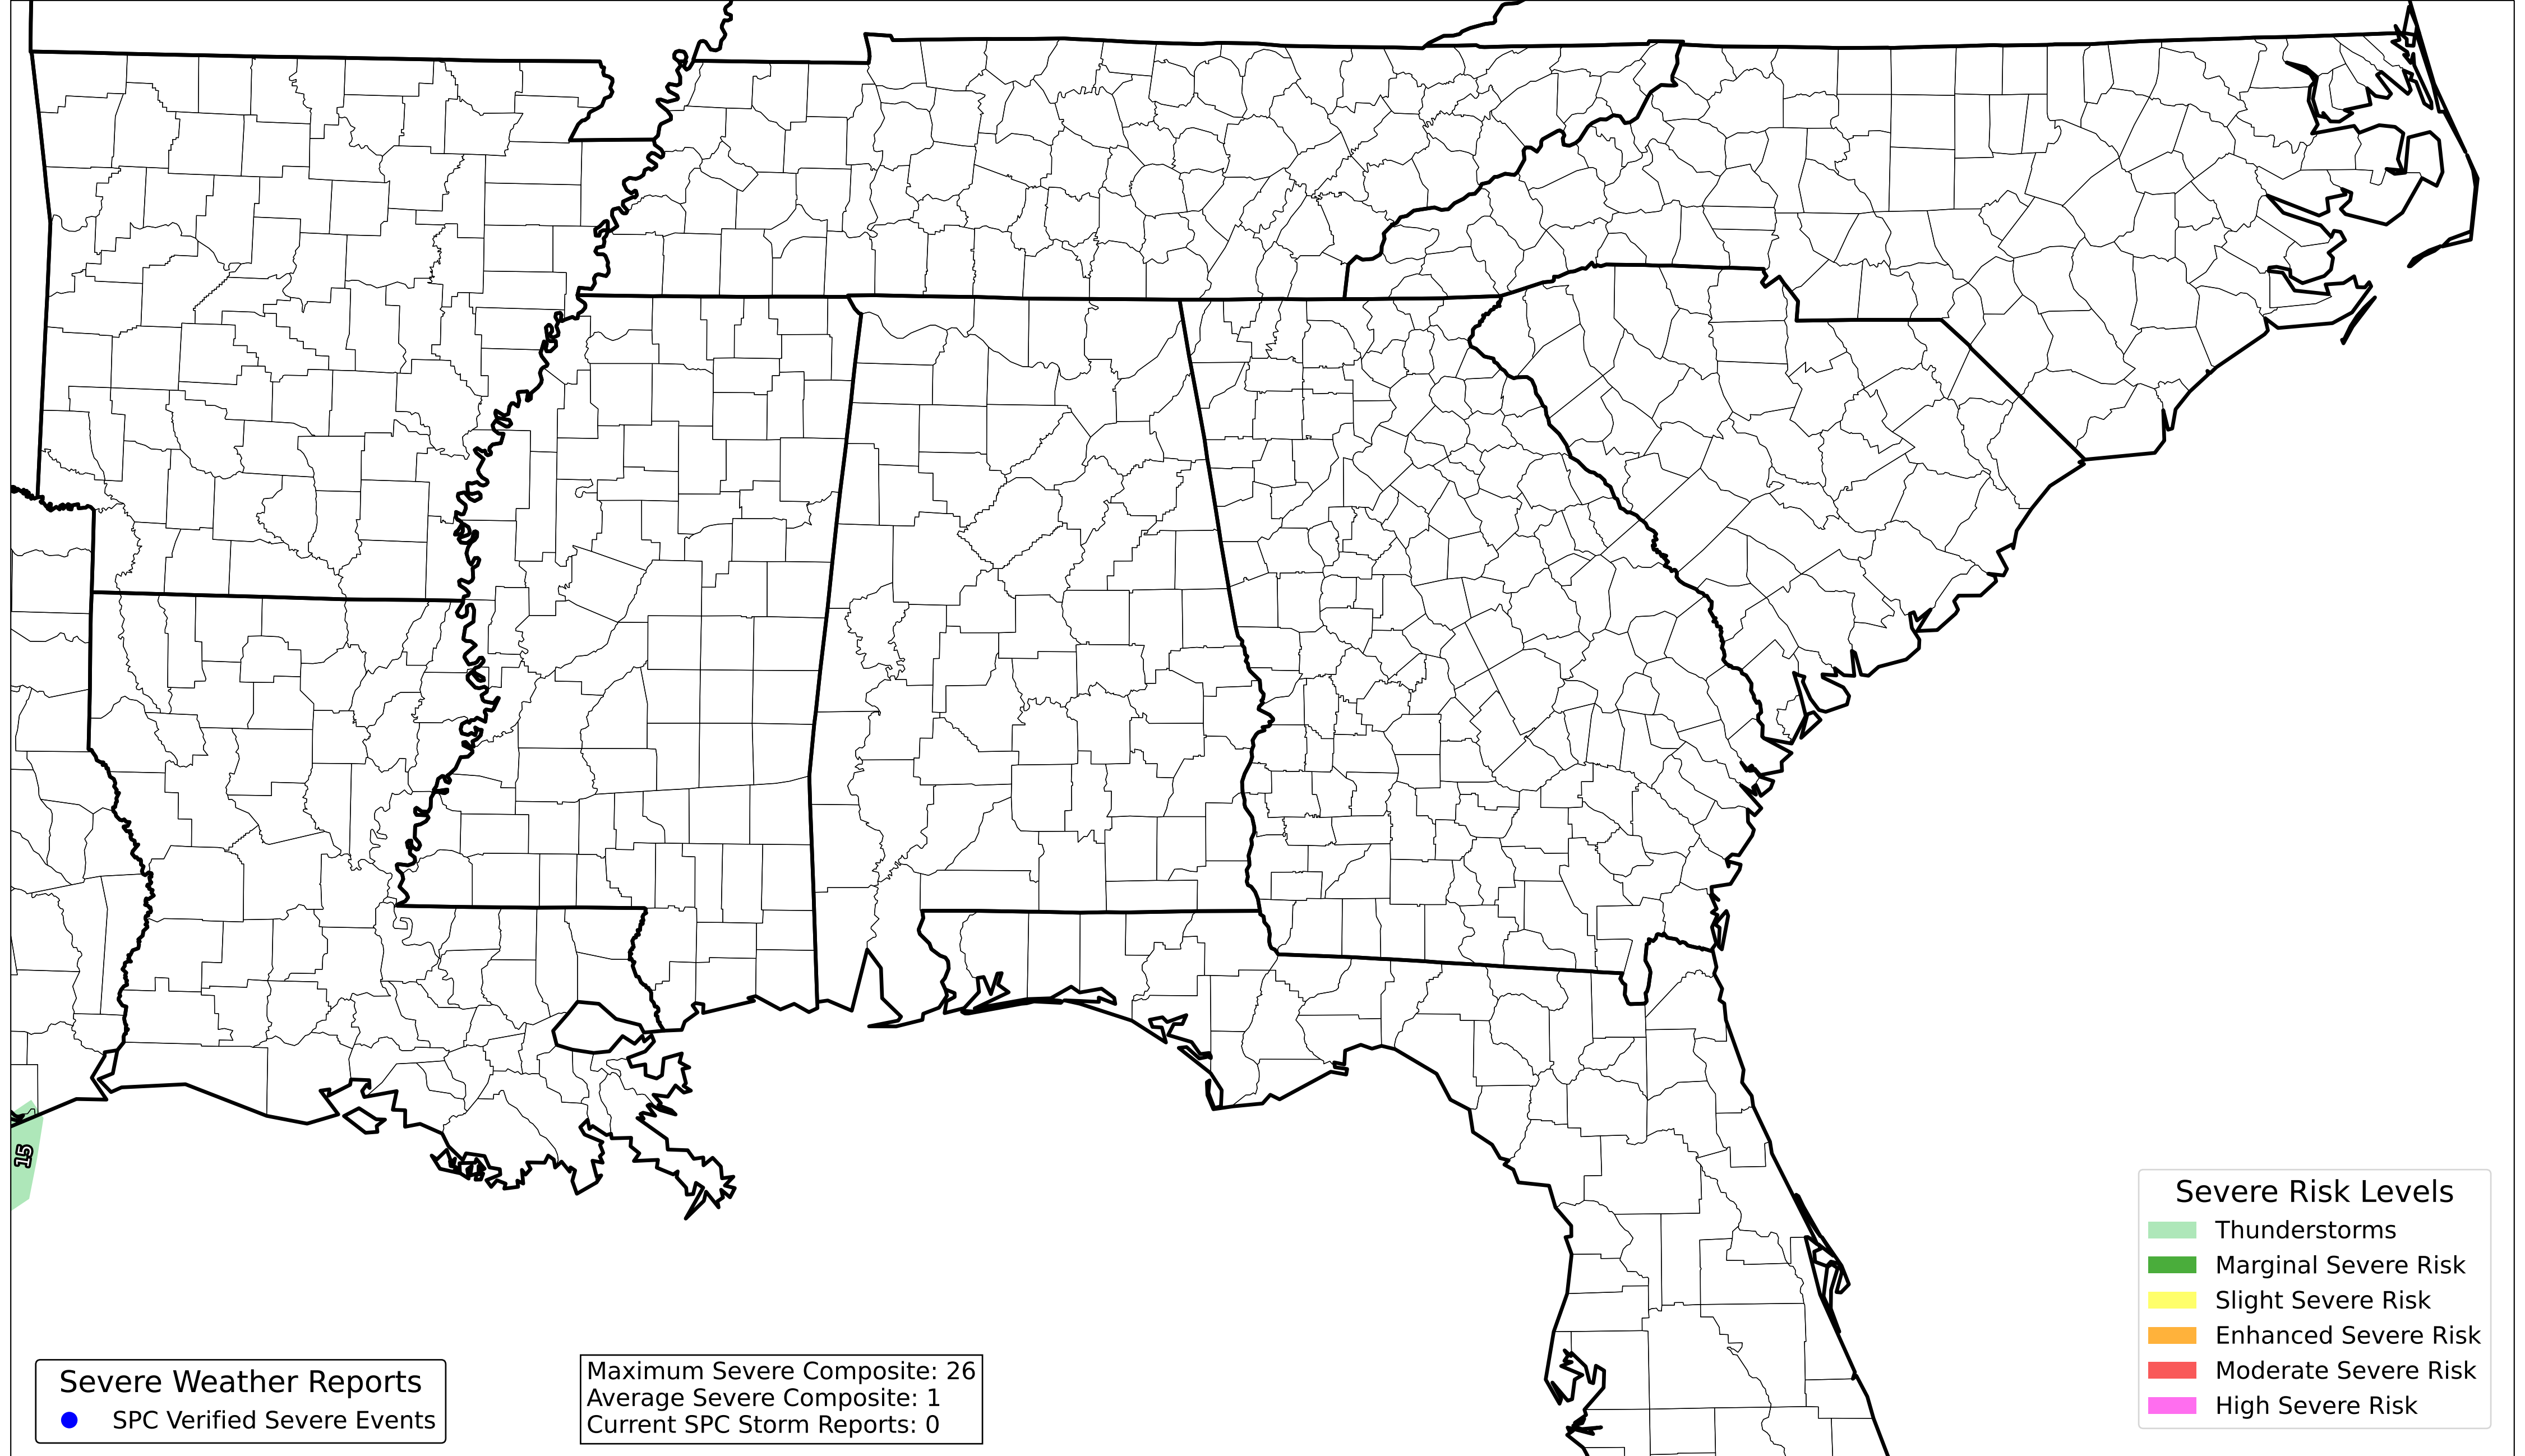 15
Severe Risk Levels
Thunderstorms
Marginal Severe Risk
Slight Severe Risk
Enhanced Severe Risk
Moderate Severe Risk
High Severe Risk
Severe Weather Reports
SPC Verified Severe Events
Maximum Severe Composite: 26
Average Severe Composite: 1
Current SPC Storm Reports: 0